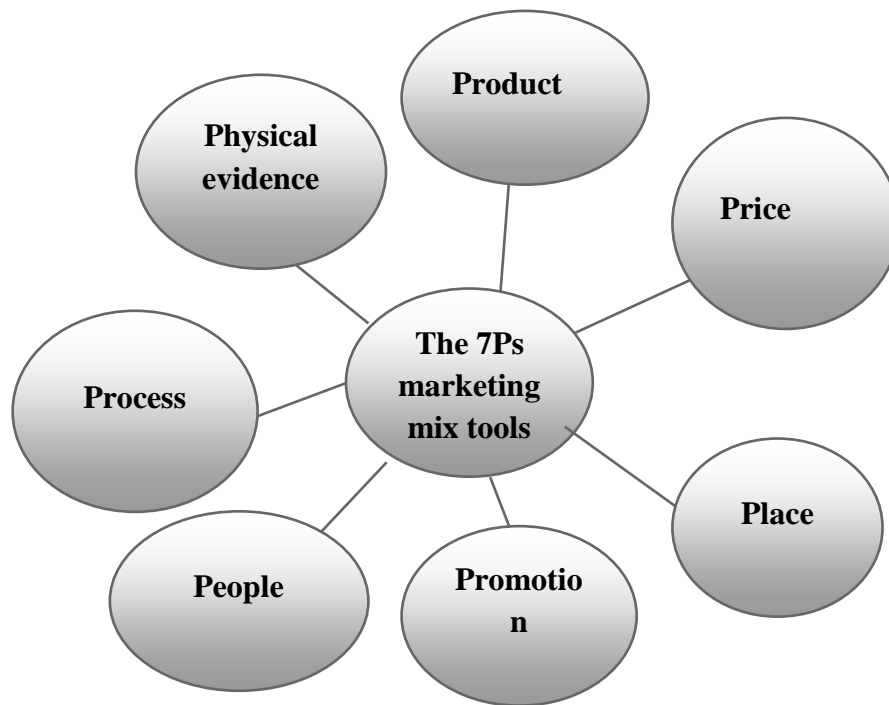 Product
Physical
evidence
Price
The 7Ps
marketing
mix tools
Process
Place
People
Promotio
n